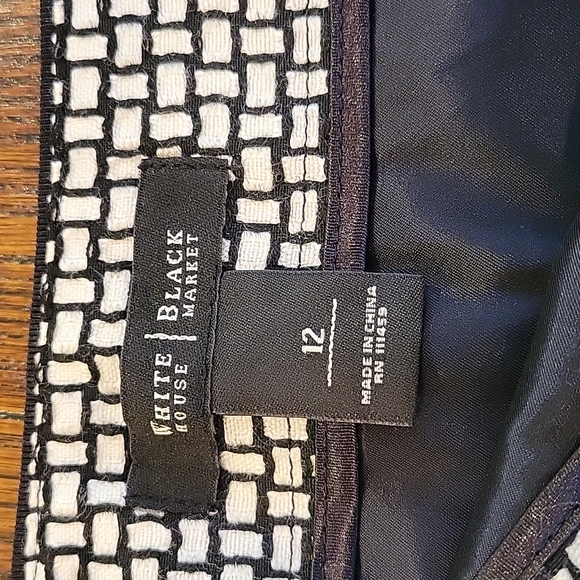 WHITE BLACK
HOUSE MARKET
12
MADE IN CHINA
RN 111459